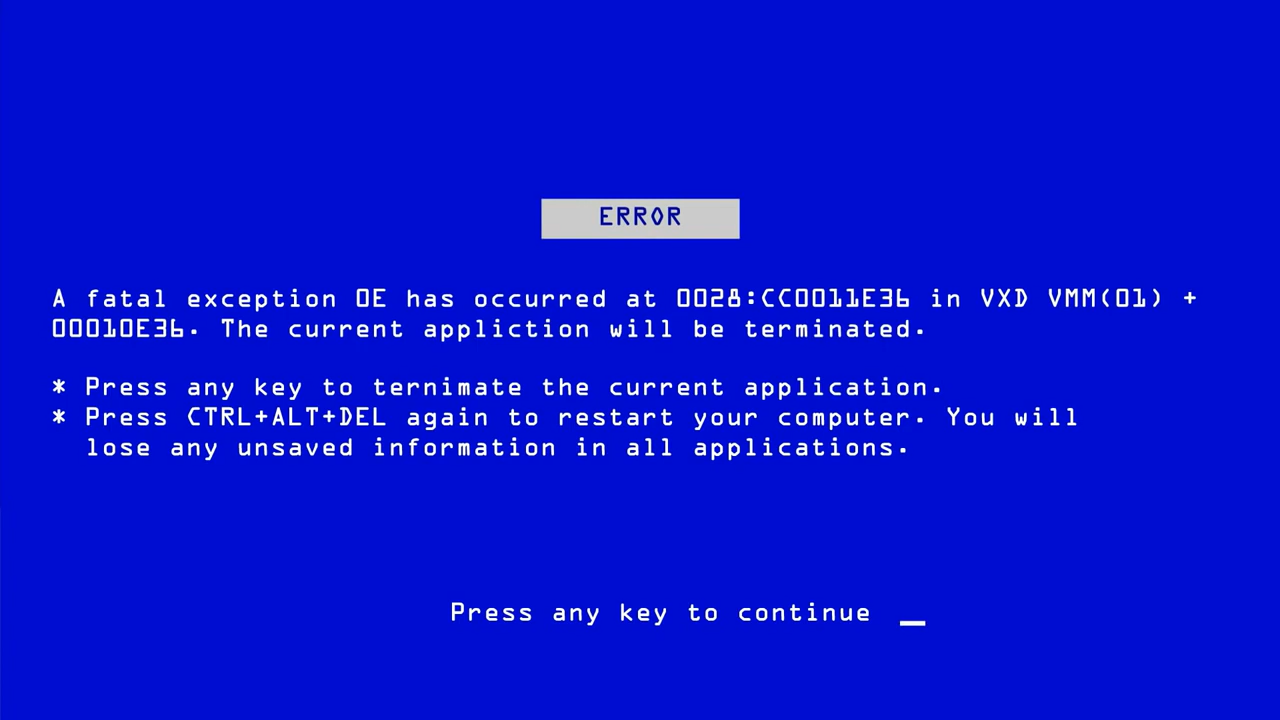 ERROR
A fatal exception 0E has occurred at 0028:CC0011E36 in VXD VMM(01) +
00010E36. The current appliction will be terminated.
* Press any key to ternimate the current application.
* Press CTRL+ALT+DEL again to restart your computer. You will
lose any unsaved information in all applications.
Press any key to continue _